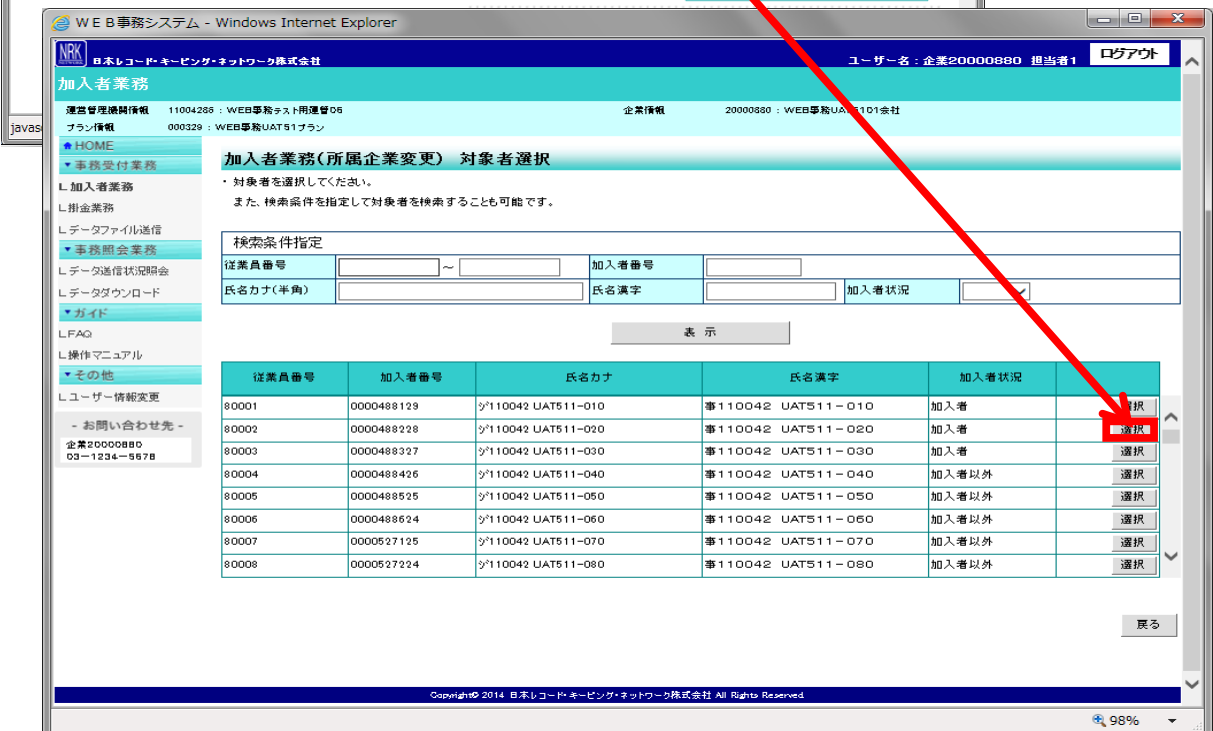 WEB事務システム - Windows Internet Explorer
NRK 日本レコード・キーピング・ネットワーク株式会社 ユーザー名：企業20000880 担当者1 ログアウト
加入者業務
運営管理機関情報 11004286：WEB事務テスト用運管06 企業情報 20000880：WEB事務UAT5101会社
プラン情報 000329：WEB事務UAT51プラン
javas
HOME
▼事務受付業務
L加入者業務
L掛金業務
Lデータファイル送信
▼事務照会業務
Lデータ送信状況照会
Lデータダウンロード
▼ガイド
LFAQ
L操作マニュアル
▼その他
Lユーザー情報変更
- お問い合わせ先 -
企業20000880
03－1234－5678
加入者業務(所属企業変更) 対象者選択
・対象者を選択してください。
また、検索条件を指定して対象者を検索することも可能です。
検索条件指定
従業員番号 ～ 加入者番号
氏名カナ(半角) 氏名漢字 加入者状況
表 示
従業員番号 加入者番号 氏名カナ 氏名漢字 加入者状況
80001 0000488129 ｼﾞ110042 UAT511-010 事110042 UAT511－010 加入者 選択
80002 0000488228 ｼﾞ110042 UAT511-020 事110042 UAT511－020 加入者 選択
80003 0000488327 ｼﾞ110042 UAT511-030 事110042 UAT511－030 加入者 選択
80004 0000488426 ｼﾞ110042 UAT511-040 事110042 UAT511－040 加入者以外 選択
80005 0000488525 ｼﾞ110042 UAT511-050 事110042 UAT511－050 加入者以外 選択
80006 0000488624 ｼﾞ110042 UAT511-060 事110042 UAT511－060 加入者以外 選択
80007 0000527125 ｼﾞ110042 UAT511-070 事110042 UAT511－070 加入者以外 選択
80008 0000527224 ｼﾞ110042 UAT511-080 事110042 UAT511－080 加入者以外 選択
戻る
Copyright© 2014 日本レコード・キーピング・ネットワーク株式会社 All Rights Reserved.
98%